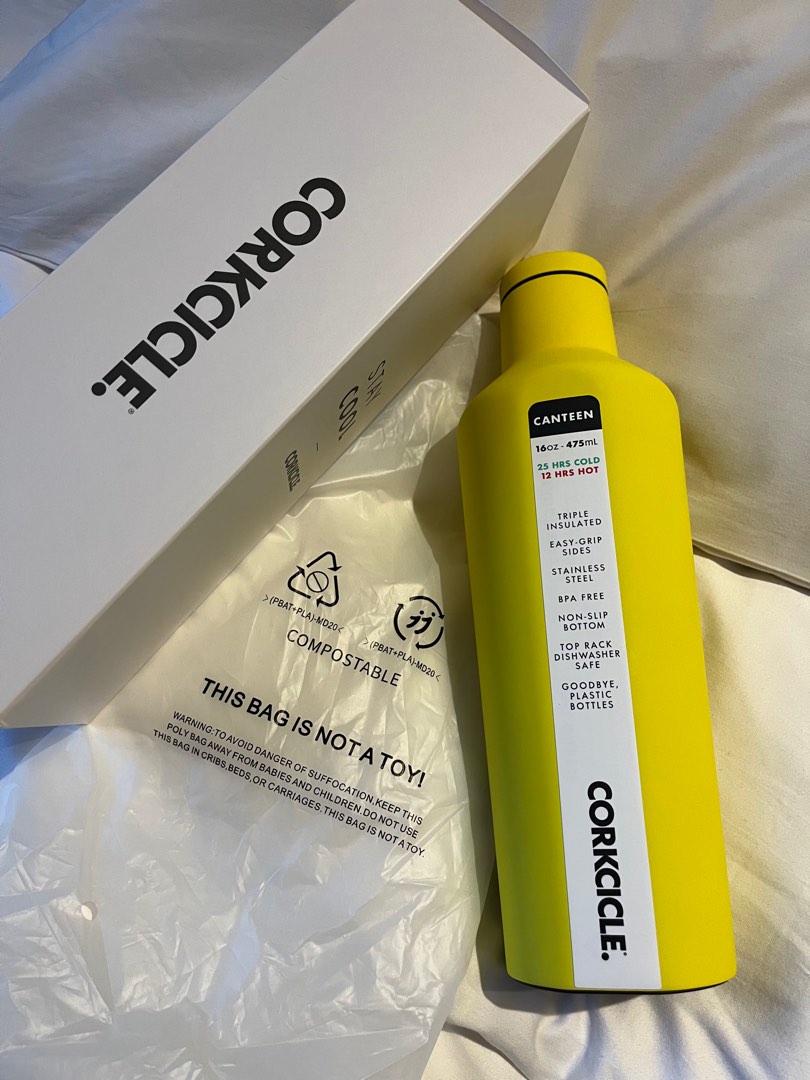 CORKCICLE.®
STAY
COOL
CORKCICLE.
CANTEEN
16oz - 475mL
25 HRS COLD
12 HRS HOT
TRIPLE
INSULATED
EASY-GRIP
SIDES
STAINLESS
STEEL
BPA FREE
NON-SLIP
BOTTOM
TOP RACK
DISHWASHER
SAFE
GOODBYE,
PLASTIC
BOTTLES
CORKCICLE.®
>(PBAT+PLA)-MD20<
>(PBAT+PLA)-MD20<
COMPOSTABLE
THIS BAG IS NOT A TOY!
WARNING:TO AVOID DANGER OF SUFFOCATION,KEEP THIS
POLY BAG AWAY FROM BABIES AND CHILDREN.DO NOT USE
THIS BAG IN CRIBS,BEDS,OR CARRIAGES.THIS BAG IS NOT A TOY.